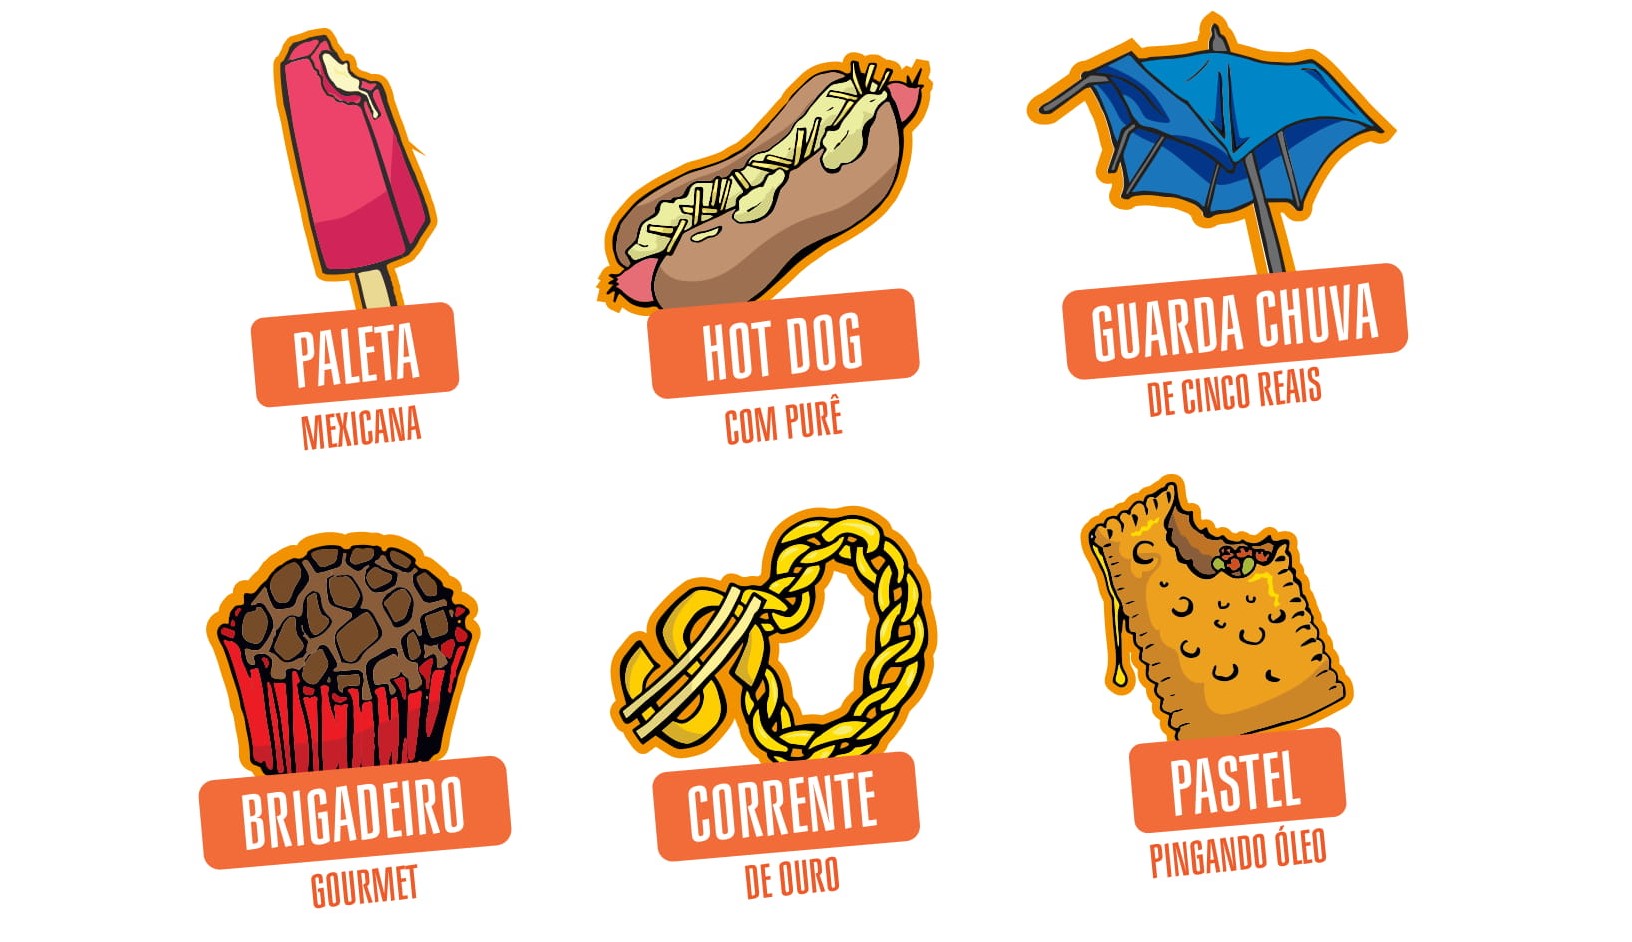 PALETA
MEXICANA
HOT DOG
COM PURÊ
GUARDA CHUVA
DE CINCO REAIS
BRIGADEIRO
GOURMET
CORRENTE
DE OURO
PASTEL
PINGANDO ÓLEO